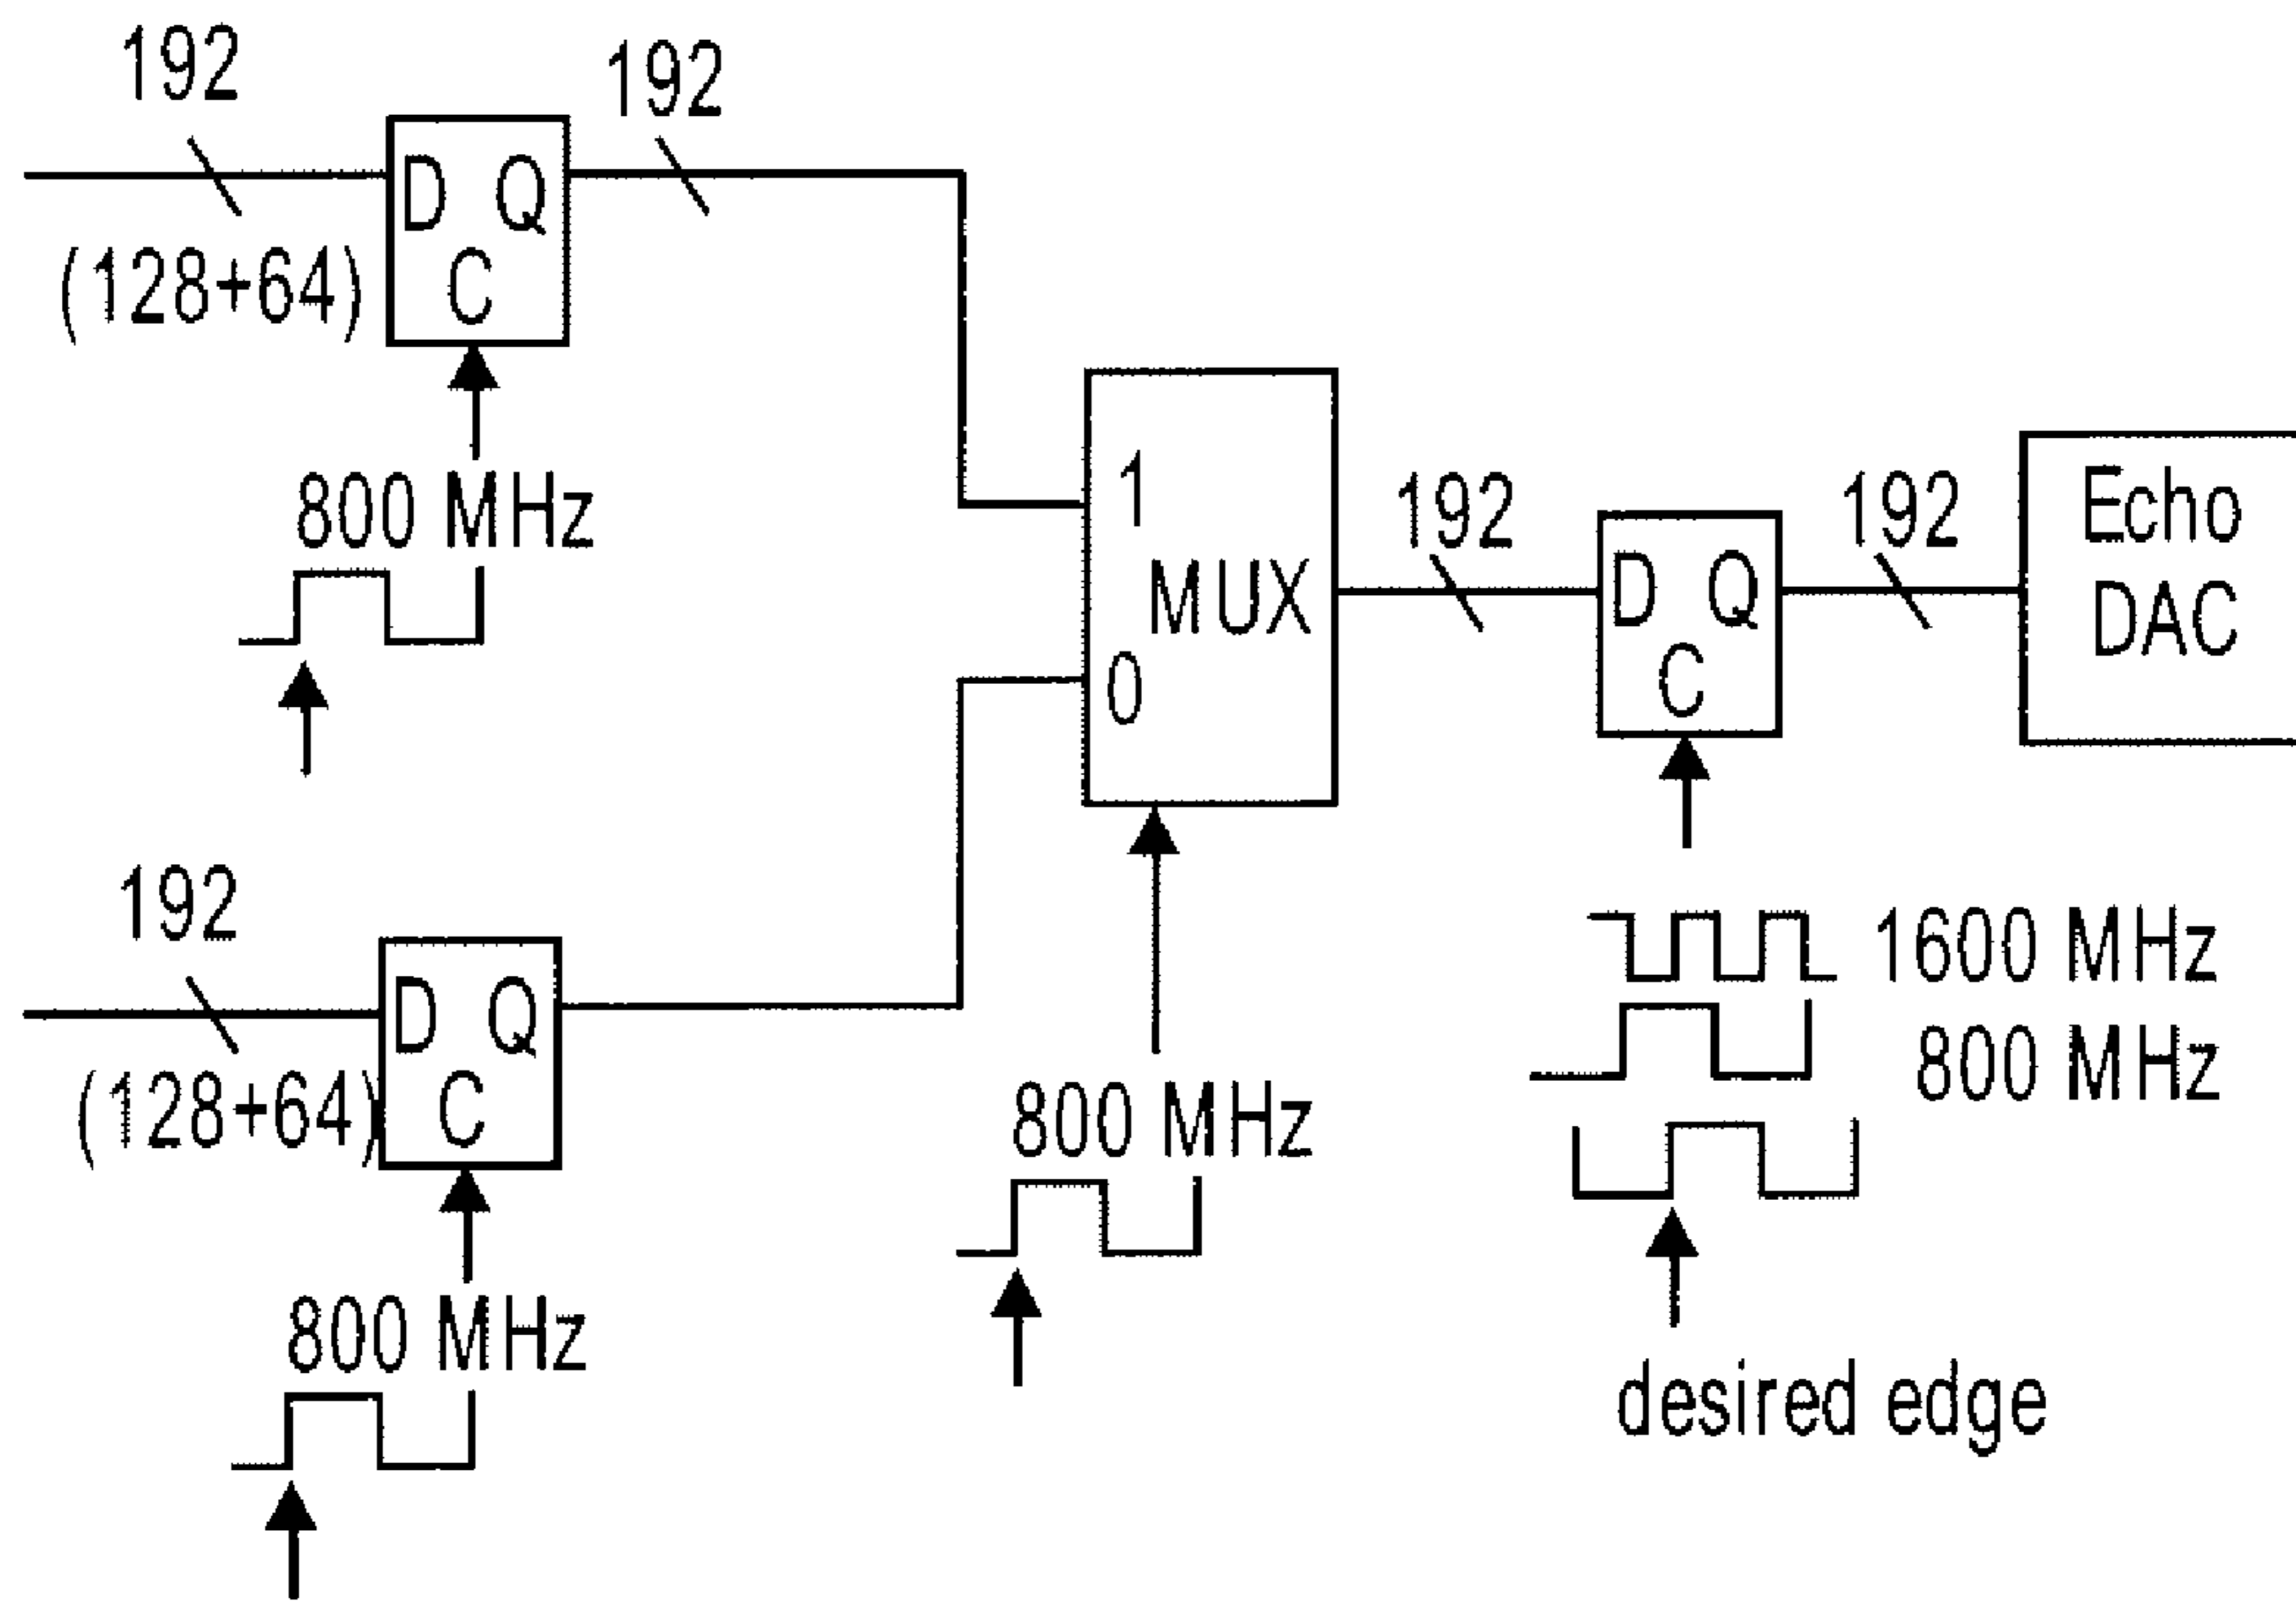 192
192
D Q
C
(128+64)
800 MHz
1
MUX
0
192
D Q
C
192
Echo
DAC
192
D Q
C
(128+64)
800 MHz
800 MHz
1600 MHz
800 MHz
desired edge